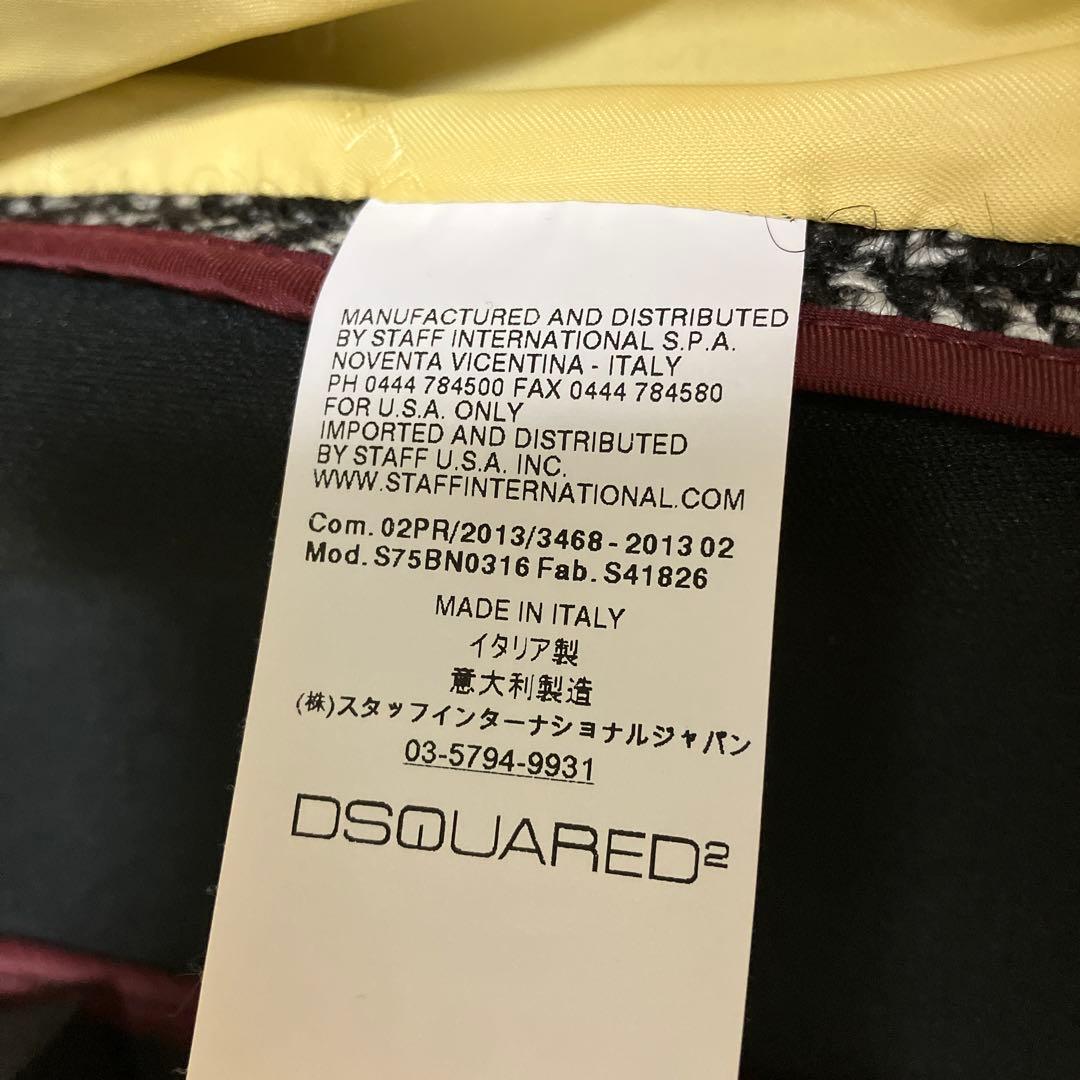 MANUFACTURED AND DISTRIBUTED
BY STAFF INTERNATIONAL S.P.A.
NOVENTA VICENTINA - ITALY
PH 0444 784500 FAX 0444 784580
FOR U.S.A. ONLY
IMPORTED AND DISTRIBUTED
BY STAFF U.S.A. INC.
WWW.STAFFINTERNATIONAL.COM
Com. 02PR/2013/3468 - 2013 02
Mod. S75BN0316 Fab. S41826
MADE IN ITALY
イタリア製
意大利製造
(株)スタッフインターナショナルジャパン
03-5794-9931
DSQUARED2